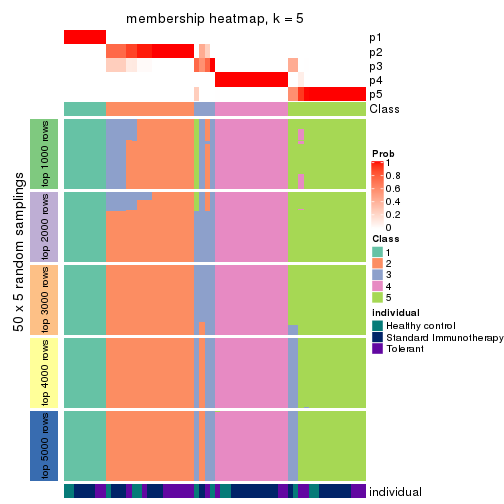 membership heatmap, k = 5
p1
p2
p3
p4
p5
Class
50 x 5 random samplings
top 1000 rows
top 2000 rows
top 3000 rows
top 4000 rows
top 5000 rows
individual
Prob
1
0.8
0.6
0.4
0.2
0
Class
1
2
3
4
5
individual
Healthy control
Standard Immunotherapy
Tolerant